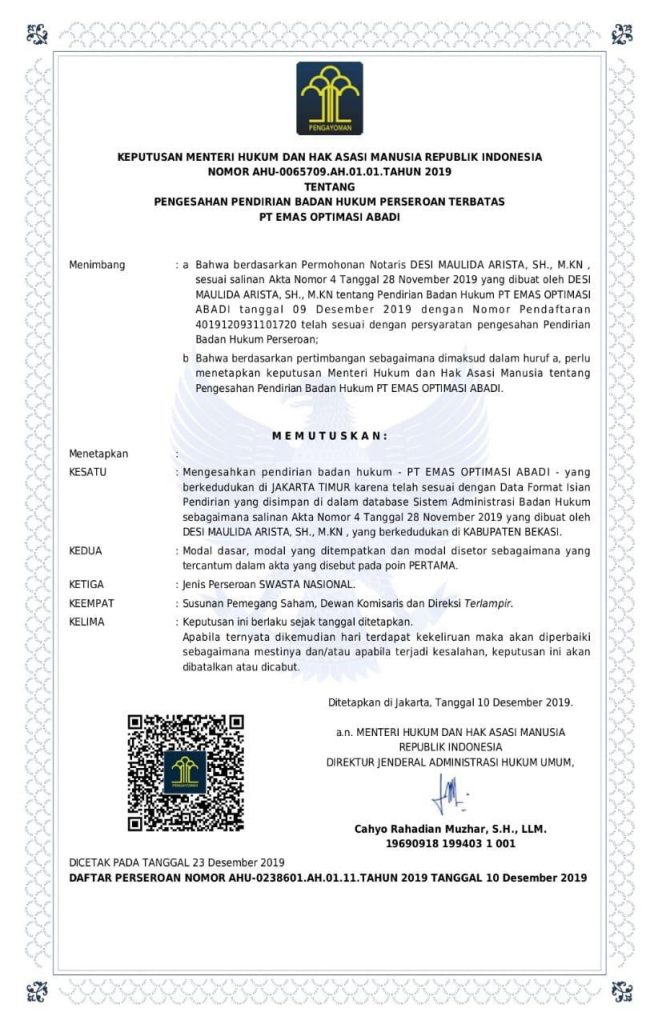 PENGAYOMAN
KEPUTUSAN MENTERI HUKUM DAN HAK ASASI MANUSIA REPUBLIK INDONESIA
NOMOR AHU-0065709.AH.01.01.TAHUN 2019
TENTANG
PENGESAHAN PENDIRIAN BADAN HUKUM PERSEROAN TERBATAS
PT EMAS OPTIMASI ABADI
Menimbang : a Bahwa berdasarkan Permohonan Notaris DESI MAULIDA ARISTA, SH., M.KN ,
sesuai salinan Akta Nomor 4 Tanggal 28 November 2019 yang dibuat oleh DESI
MAULIDA ARISTA, SH., M.KN tentang Pendirian Badan Hukum PT EMAS OPTIMASI
ABADI tanggal 09 Desember 2019 dengan Nomor Pendaftaran
4019120931101720 telah sesuai dengan persyaratan pengesahan Pendirian
Badan Hukum Perseroan;
b Bahwa berdasarkan pertimbangan sebagaimana dimaksud dalam huruf a, perlu
menetapkan keputusan Menteri Hukum dan Hak Asasi Manusia tentang
Pengesahan Pendirian Badan Hukum PT EMAS OPTIMASI ABADI.
M E M U T U S K A N :
Menetapkan :
KESATU : Mengesahkan pendirian badan hukum - PT EMAS OPTIMASI ABADI - yang
berkedudukan di JAKARTA TIMUR karena telah sesuai dengan Data Format Isian
Pendirian yang disimpan di dalam database Sistem Administrasi Badan Hukum
sebagaimana salinan Akta Nomor 4 Tanggal 28 November 2019 yang dibuat oleh
DESI MAULIDA ARISTA, SH., M.KN , yang berkedudukan di KABUPATEN BEKASI.
KEDUA : Modal dasar, modal yang ditempatkan dan modal disetor sebagaimana yang
tercantum dalam akta yang disebut pada poin PERTAMA.
KETIGA : Jenis Perseroan SWASTA NASIONAL.
KEEMPAT : Susunan Pemegang Saham, Dewan Komisaris dan Direksi Terlampir.
KELIMA : Keputusan ini berlaku sejak tanggal ditetapkan.
Apabila ternyata dikemudian hari terdapat kekeliruan maka akan diperbaiki
sebagaimana mestinya dan/atau apabila terjadi kesalahan, keputusan ini akan
dibatalkan atau dicabut.
Ditetapkan di Jakarta, Tanggal 10 Desember 2019.
a.n. MENTERI HUKUM DAN HAK ASASI MANUSIA
REPUBLIK INDONESIA
DIREKTUR JENDERAL ADMINISTRASI HUKUM UMUM,
PENGAYOMAN
Cahyo Rahadian Muzhar, S.H., LLM.
19690918 199403 1 001
DICETAK PADA TANGGAL 23 Desember 2019
DAFTAR PERSEROAN NOMOR AHU-0238601.AH.01.11.TAHUN 2019 TANGGAL 10 Desember 2019